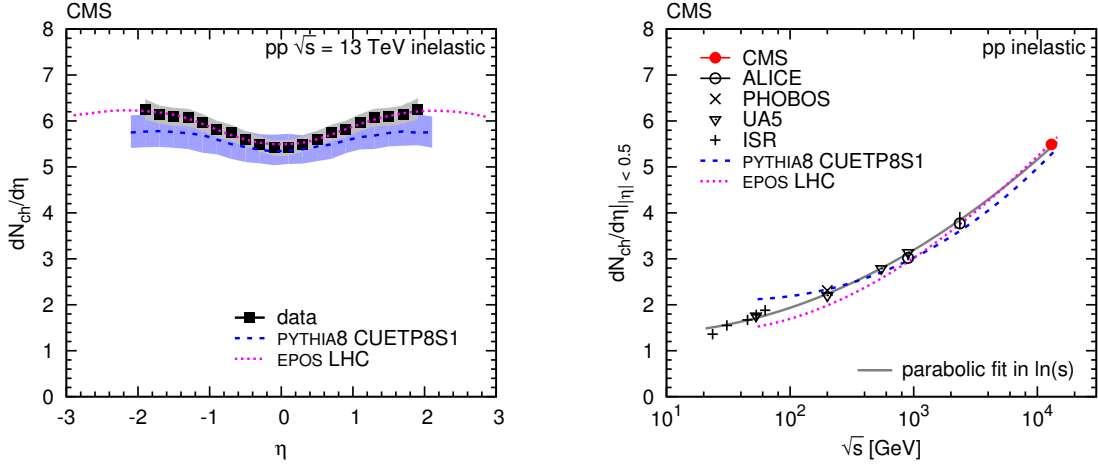 CMS
pp √s = 13 TeV inelastic
dN_ch/dη
8
7
6
5
4
3
2
1
0
data
PYTHIA8 CUETP8S1
EPOS LHC
-3 -2 -1 0 1 2 3
η
CMS
pp inelastic
CMS
ALICE
PHOBOS
UA5
ISR
PYTHIA8 CUETP8S1
EPOS LHC
dN_ch/dη|_|η| < 0.5
8
7
6
5
4
3
2
1
0
parabolic fit in ln(s)
10^1 10^2 10^3 10^4
√s [GeV]